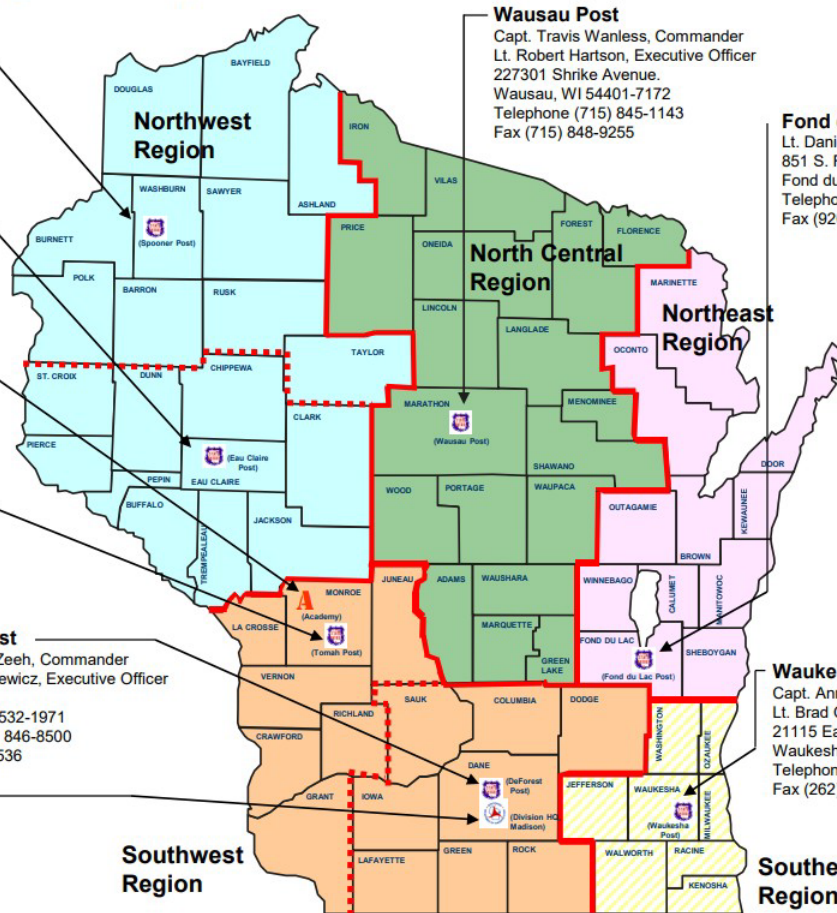 Wausau Post
Capt. Travis Wanless, Commander
Lt. Robert Hartson, Executive Officer
227301 Shrike Avenue.
Wausau, WI 54401-7172
Telephone (715) 845-1143
Fax (715) 848-9255
Fond
Lt. Dani
851 S.
Fond du
Telepho
Fax (92
Northwest
Region
DOUGLAS
BAYFIELD
IRON
ASHLAND
WASHBURN
SAWYER
(Spooner Post)
BURNETT
POLK
BARRON
RUSK
VILAS
PRICE
ONEIDA
FOREST
FLORENCE
North Central
Region
LINCOLN
LANGLADE
MARINETTE
Northeast
Region
OCONTO
TAYLOR
ST. CROIX
DUNN
CHIPPEWA
CLARK
MARATHON
(Wausau Post)
MENOMINEE
PIERCE
(Eau Claire
Post)
PEPIN
EAU CLAIRE
SHAWANO
DOOR
BUFFALO
TREMPEALEAU
JACKSON
WOOD
PORTAGE
WAUPACA
OUTAGAMIE
KEWAUNEE
BROWN
MONROE
JUNEAU
ADAMS
WAUSHARA
WINNEBAGO
CALUMET
MANITOWOC
A
(Academy)
(Tomah Post)
LA CROSSE
MARQUETTE
GREEN
LAKE
FOND DU LAC
(Fond du Lac Post)
SHEBOYGAN
st
Zeeh, Commander
ewicz, Executive Officer
532-1971
846-8500
536
VERNON
RICHLAND
SAUK
COLUMBIA
DODGE
WASHINGTON
OZAUKEE
CRAWFORD
DANE
(DeForest
Post)
(Division HQ
Madison)
GRANT
IOWA
JEFFERSON
WAUKESHA
(Waukesha
Post)
MILWAUKEE
Wauke
Capt. Ann
Lt. Brad
21115 Ea
Waukesh
Telephon
Fax (262
Southwest
Region
LAFAYETTE
GREEN
ROCK
WALWORTH
RACINE
KENOSHA
Southe
Region